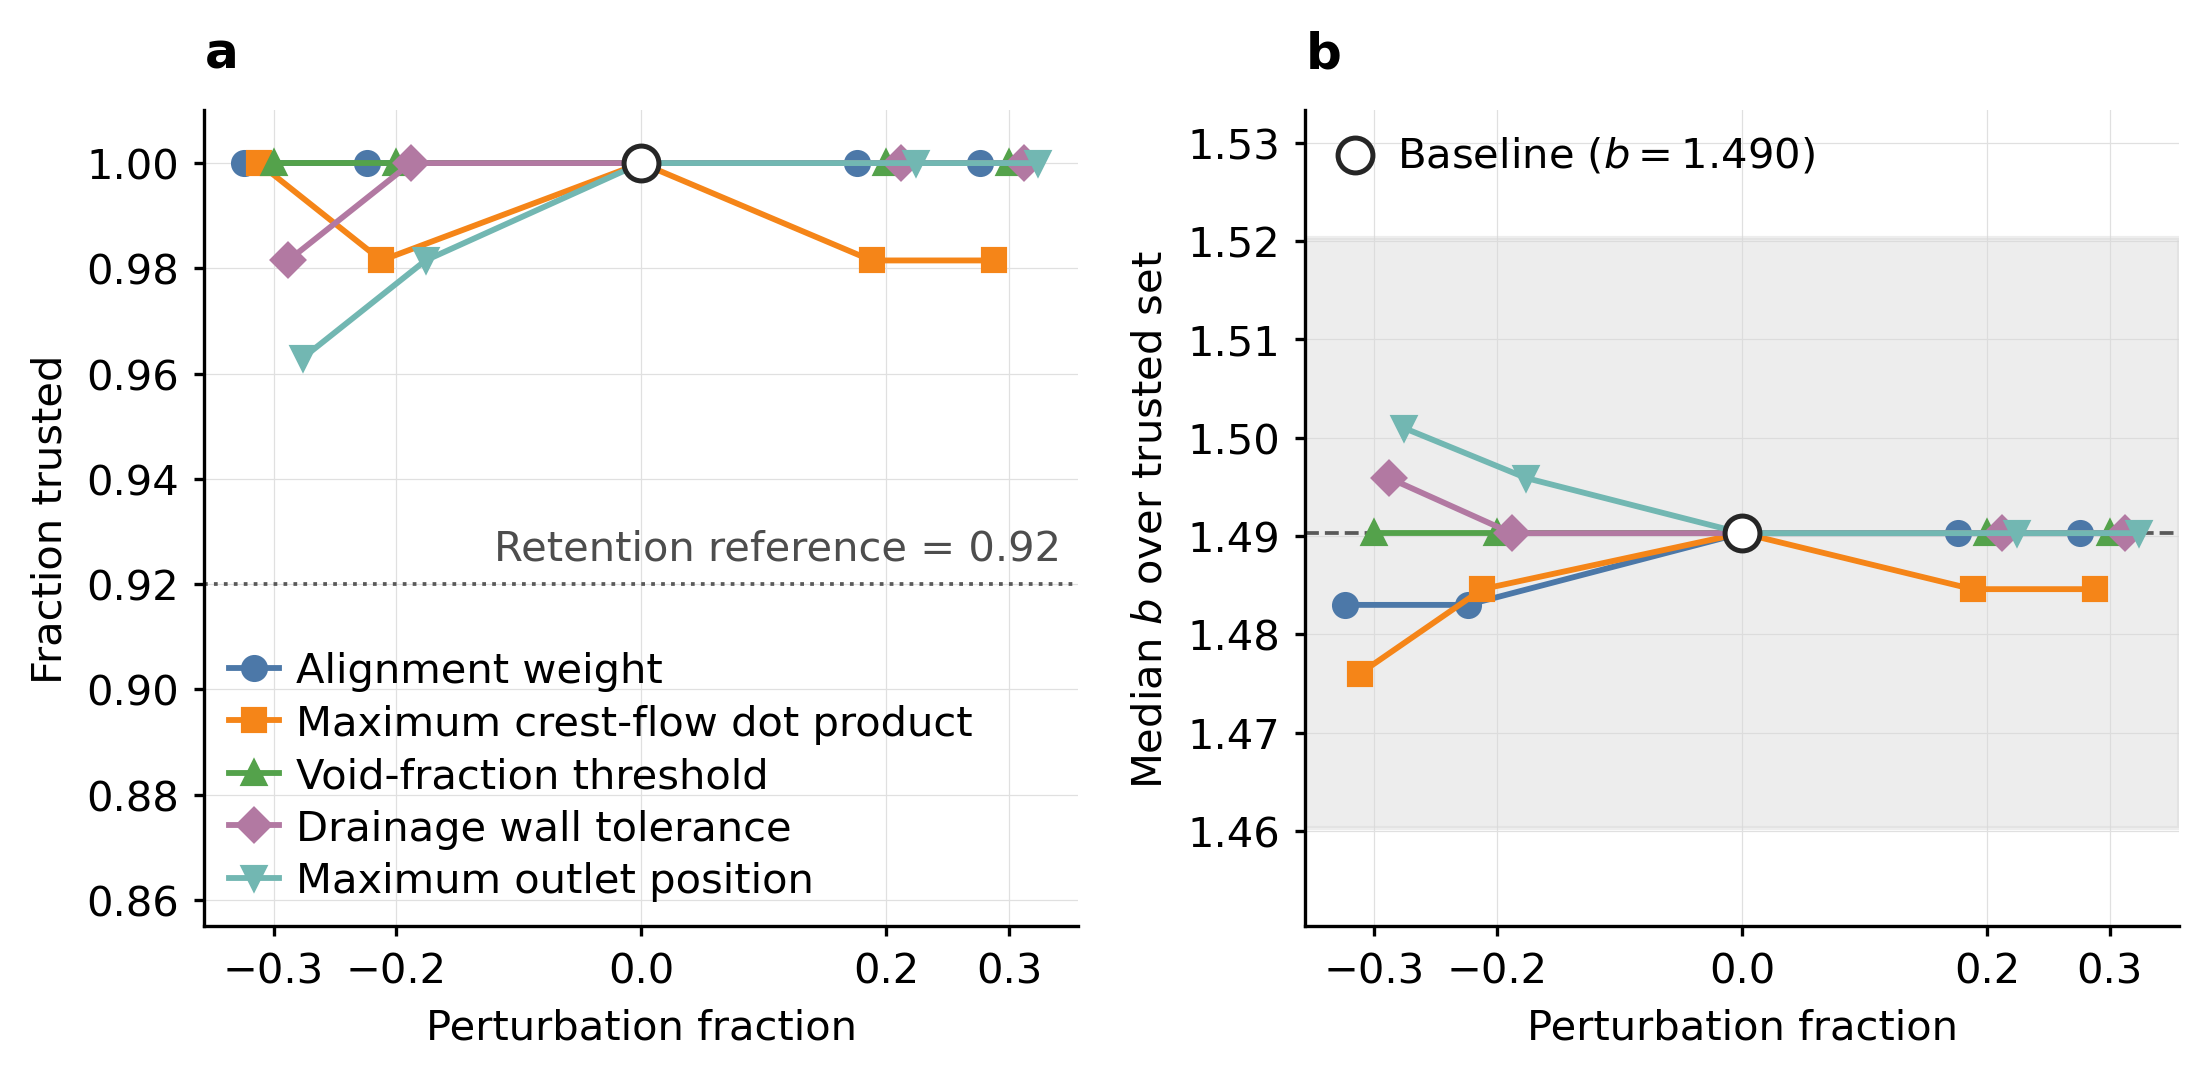 a
Fraction trusted
1.00
0.98
0.96
0.94
0.92
0.90
0.88
0.86
Retention reference = 0.92
Alignment weight
Maximum crest-flow dot product
Void-fraction threshold
Drainage wall tolerance
Maximum outlet position
−0.3 −0.2 0.0 0.2 0.3
Perturbation fraction
b
Median b over trusted set
1.53
1.52
1.51
1.50
1.49
1.48
1.47
1.46
Baseline (b = 1.490)
−0.3 −0.2 0.0 0.2 0.3
Perturbation fraction